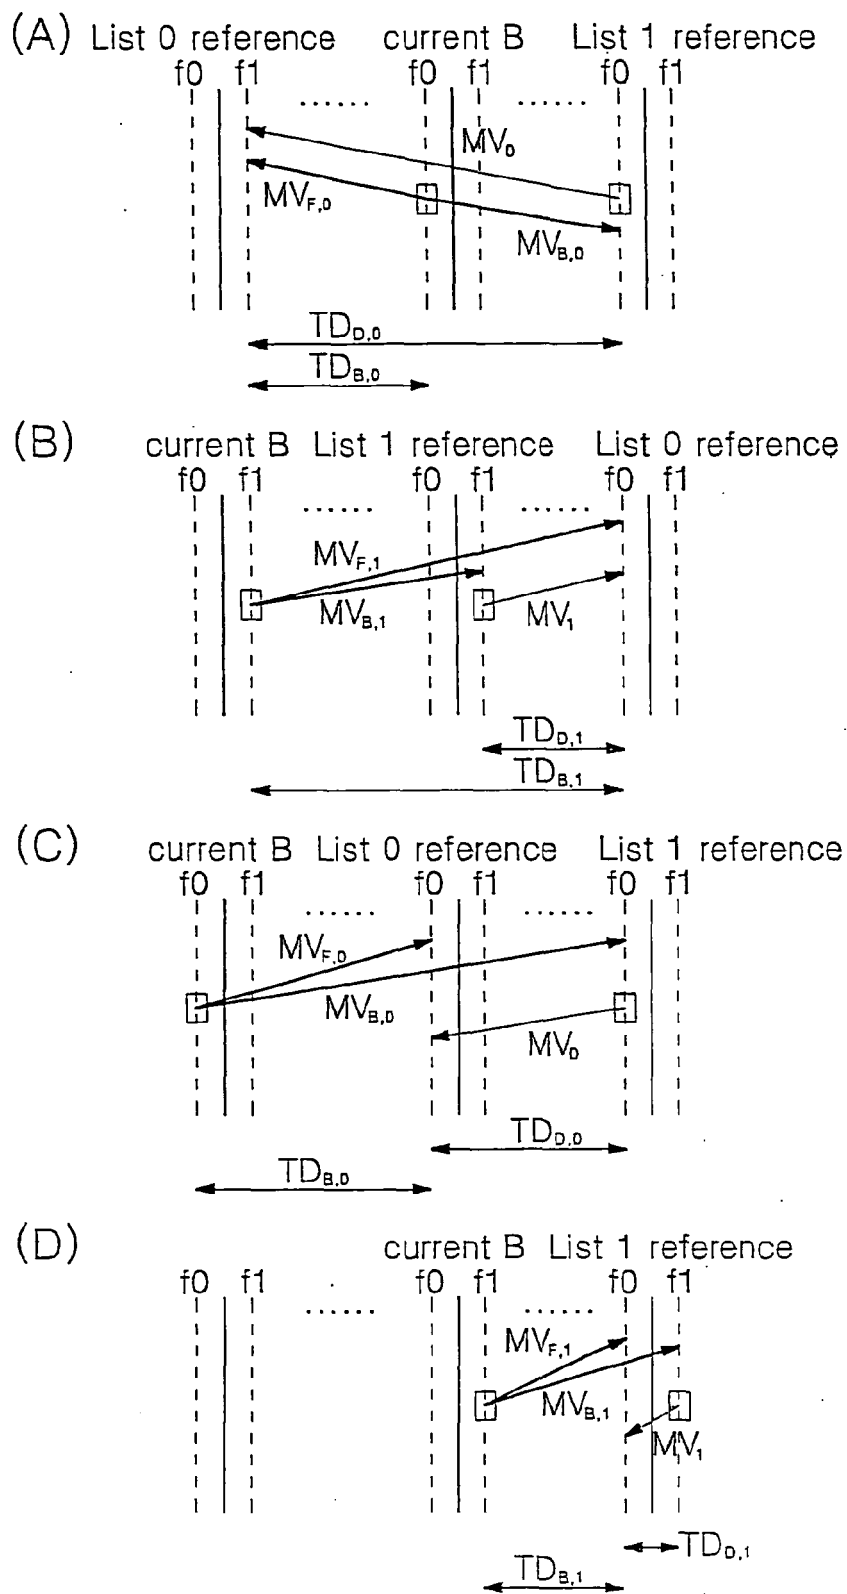 (A) List 0 reference current B List 1 reference
f0 f1 ...... f0 f1 ...... f0 f1
MV0
MVF,0
MVB,0
TDD,0
TDB,0
(B) current B List 1 reference List 0 reference
f0 f1 ...... f0 f1 ...... f0 f1
MVF,1
MVB,1 MV1
TDD,1
TDB,1
(C) current B List 0 reference List 1 reference
f0 f1 ...... f0 f1 ...... f0 f1
MVF,0
MVB,0
MV0
TDD,0
TDB,0
(D) current B List 1 reference
f0 f1 ...... f0 f1 ...... f0 f1
MVF,1
MVB,1
MV1
TDD,1
TDB,1